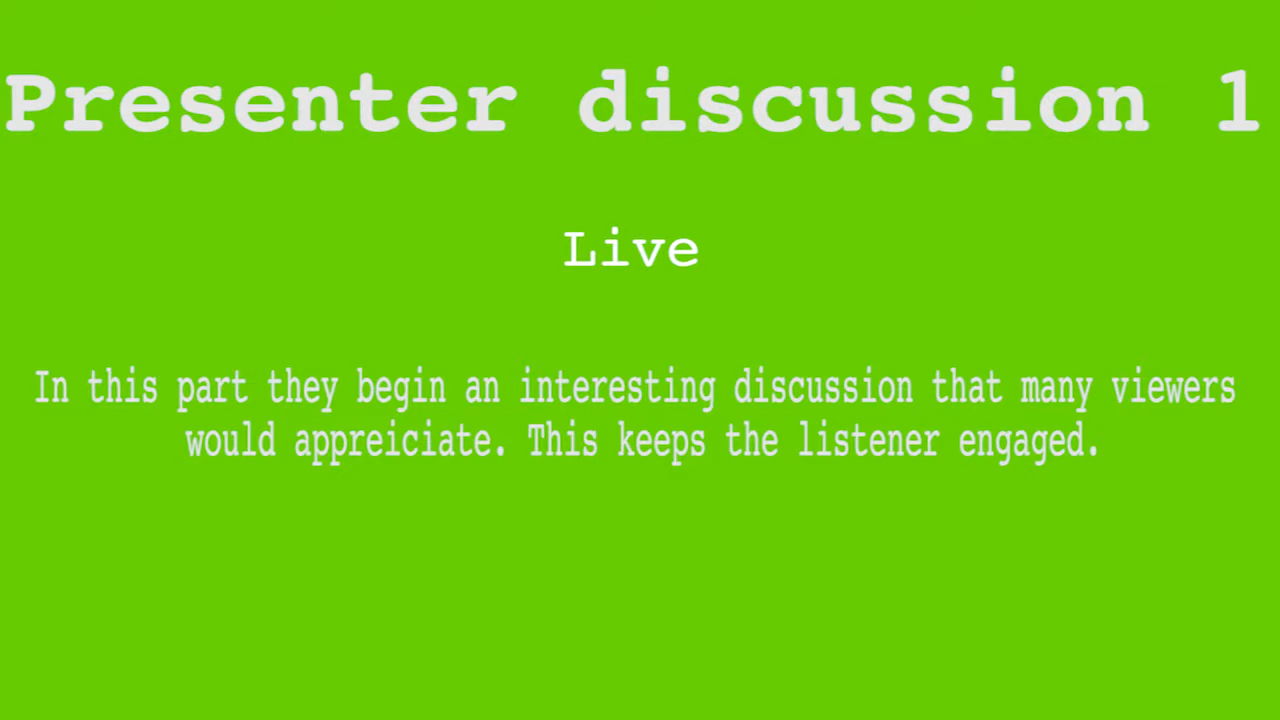 Presenter discussion 1
Live
In this part they begin an interesting discussion that many viewers
would appreiciate. This keeps the listener engaged.